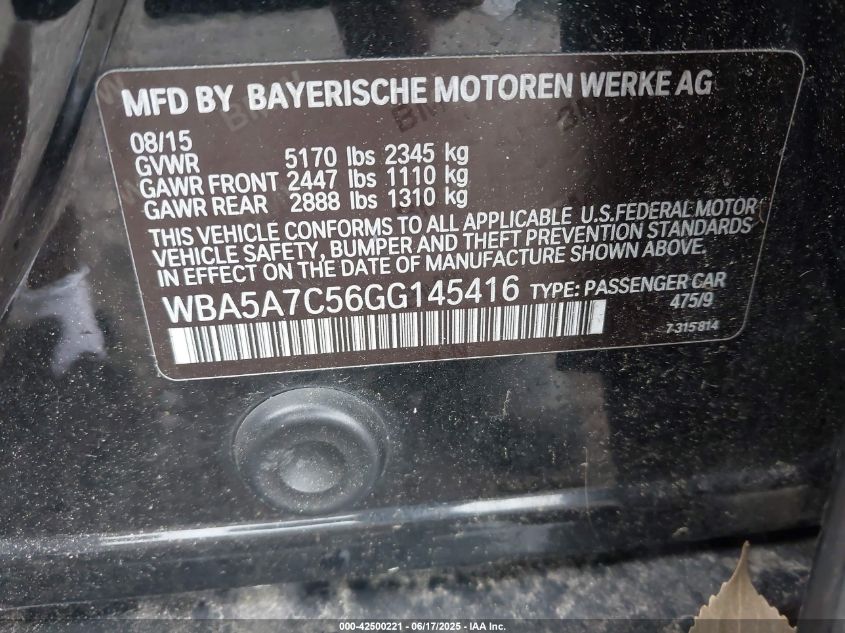 MFD BY BAYERISCHE MOTOREN WERKE AG
08/15
GVWR 5170 lbs 2345 kg
GAWR FRONT 2447 lbs 1110 kg
GAWR REAR 2888 lbs 1310 kg
THIS VEHICLE CONFORMS TO ALL APPLICABLE U.S.FEDERAL MOTOR
VEHICLE SAFETY, BUMPER AND THEFT PREVENTION STANDARDS
IN EFFECT ON THE DATE OF MANUFACTURE SHOWN ABOVE.
WBA5A7C56GG145416 TYPE: PASSENGER CAR
475/9
7-315 814
000-42500221 - 06/17/2025 - IAA Inc.